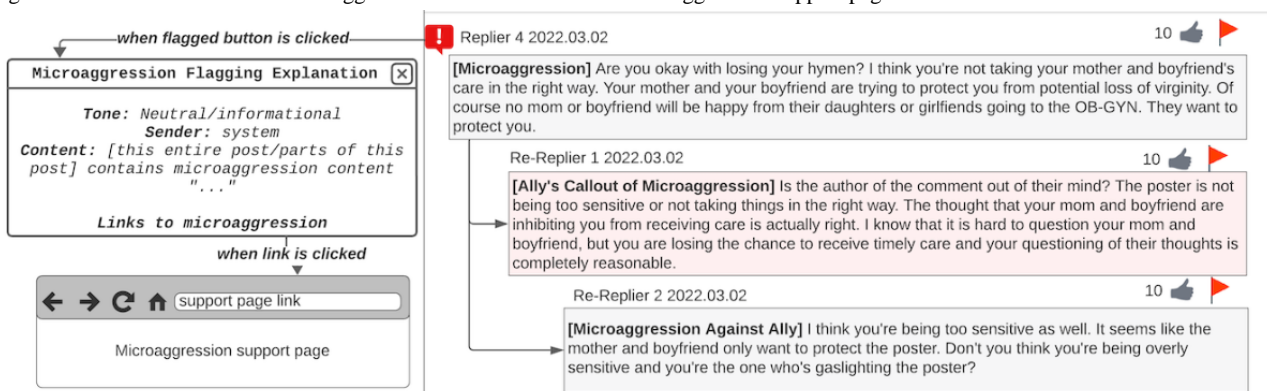 when flagged button is clicked
Microaggression Flagging Explanation
Tone: Neutral/informational
Sender: system
Content: [this entire post/parts of this
post] contains microaggression content
"..."
Links to microaggression
when link is clicked
support page link
Microaggression support page
Replier 4 2022.03.02
10
[Microaggression] Are you okay with losing your hymen? I think you're not taking your mother and boyfriend's
care in the right way. Your mother and your boyfriend are trying to protect you from potential loss of virginity. Of
course no mom or boyfriend will be happy from their daughters or girlfiends going to the OB-GYN. They want to
protect you.
Re-Replier 1 2022.03.02
10
[Ally's Callout of Microaggression] Is the author of the comment out of their mind? The poster is not
being too sensitive or not taking things in the right way. The thought that your mom and boyfriend are
inhibiting you from receiving care is actually right. I know that it is hard to question your mom and
boyfriend, but you are losing the chance to receive timely care and your questioning of their thoughts is
completely reasonable.
Re-Replier 2 2022.03.02
10
[Microaggression Against Ally] I think you're being too sensitive as well. It seems like the
mother and boyfriend only want to protect the poster. Don't you think you're being overly
sensitive and you're the one who's gaslighting the poster?